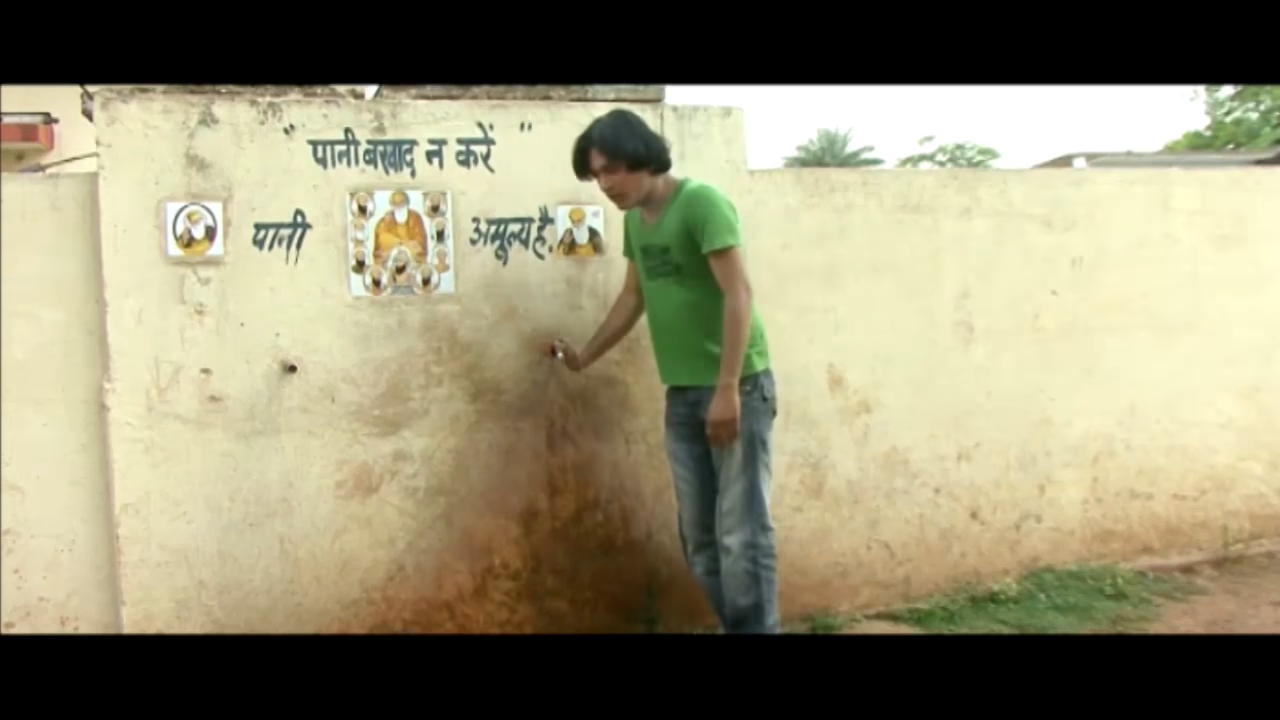 "पानी बरबाद न करें"
पानी अमूल्य है.